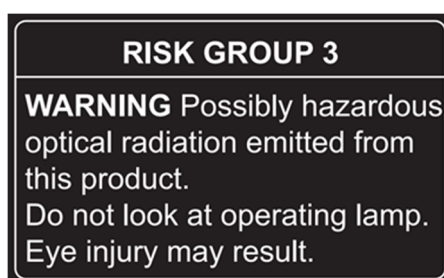 RISK GROUP 3
WARNING Possibly hazardous
optical radiation emitted from
this product.
Do not look at operating lamp.
Eye injury may result.